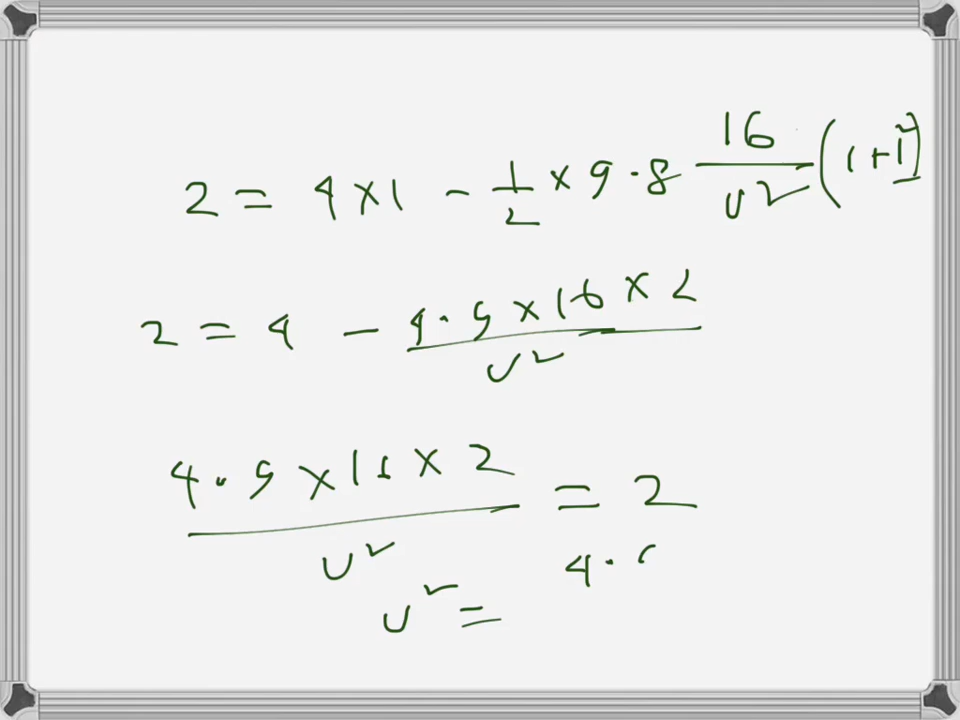 2 = 4 × 1 - 1/2 × 9.8 16/u² (1+1²)
2 = 4 - 4.9 × 16 × 2/u²
4.9 × 16 × 2/u² = 2
u² = 4.